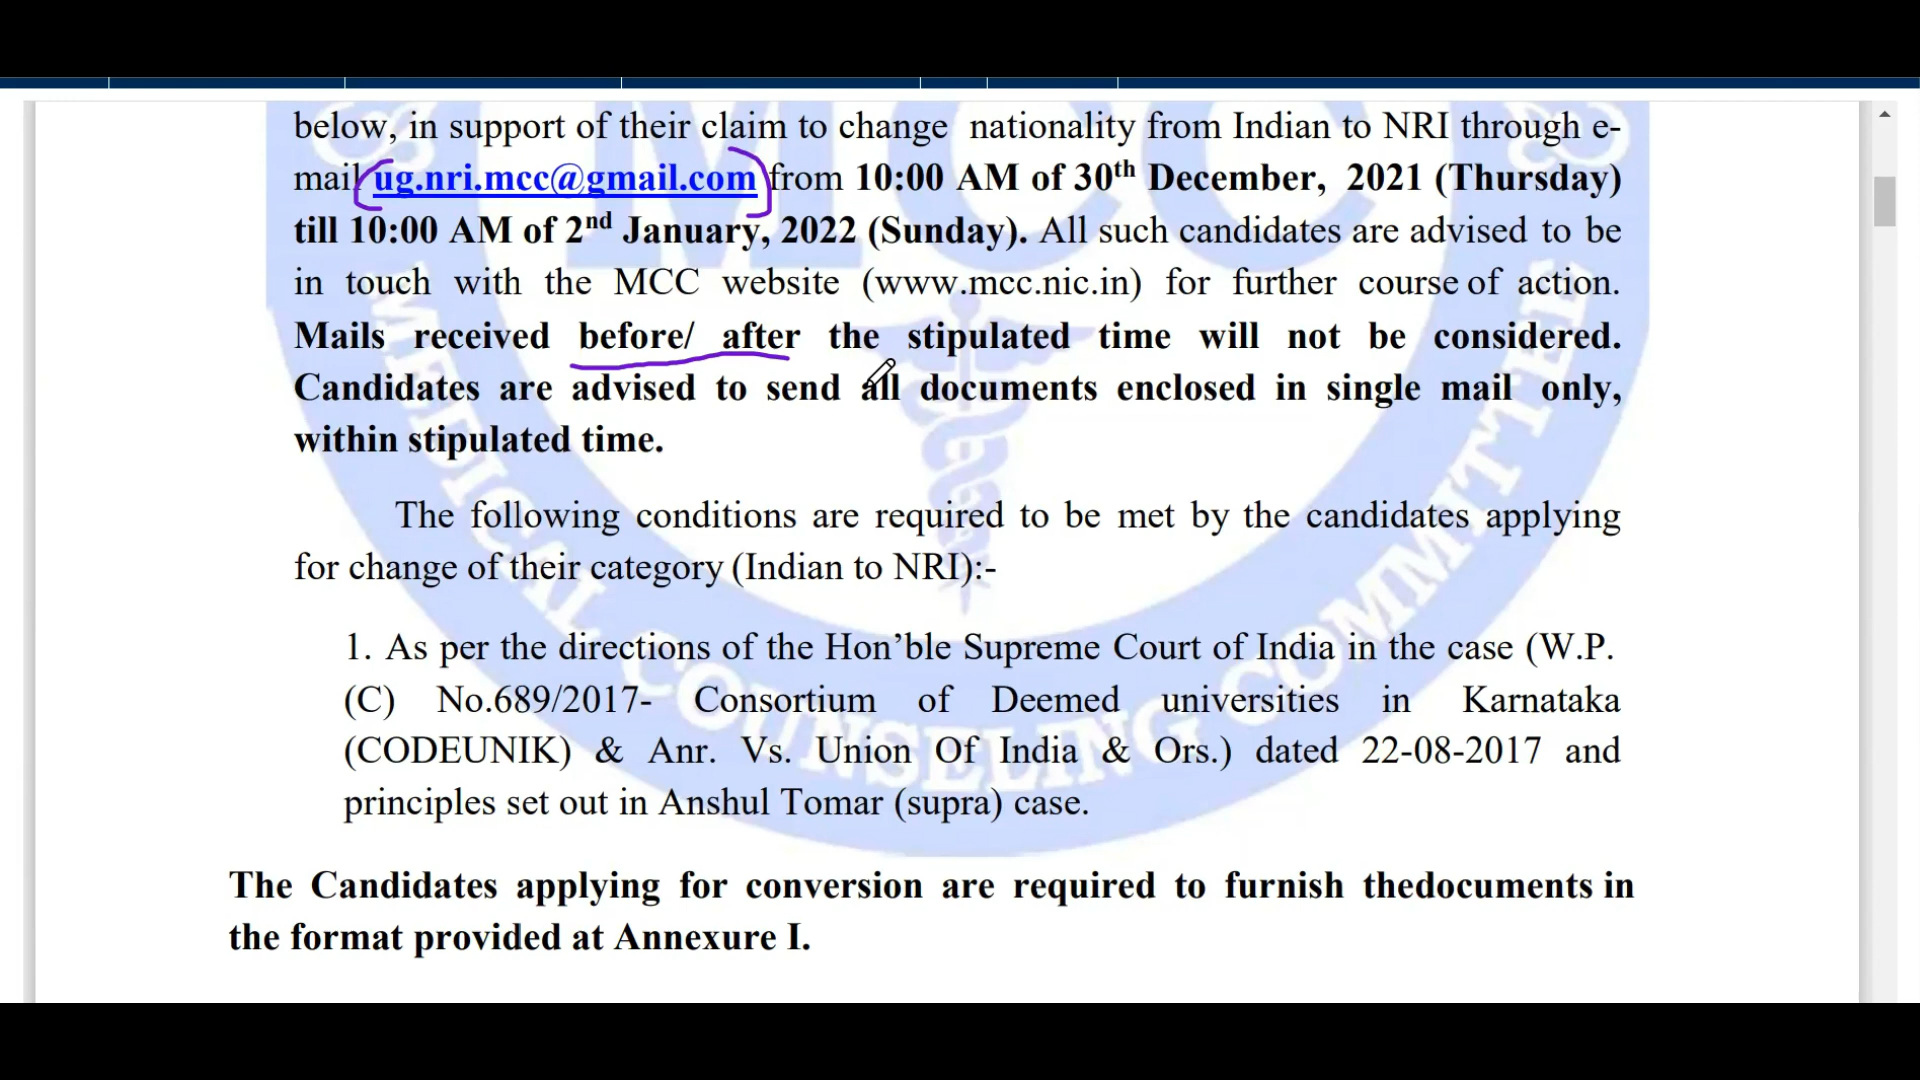 below, in support of their claim to change nationality from Indian to NRI through e-
mail ug.nri.mcc@gmail.com from 10:00 AM of 30th December, 2021 (Thursday)
till 10:00 AM of 2nd January, 2022 (Sunday). All such candidates are advised to be
in touch with the MCC website (www.mcc.nic.in) for further course of action.
Mails received before/ after the stipulated time will not be considered.
Candidates are advised to send all documents enclosed in single mail only,
within stipulated time.
The following conditions are required to be met by the candidates applying
for change of their category (Indian to NRI):-
1. As per the directions of the Hon’ble Supreme Court of India in the case (W.P.
(C) No.689/2017- Consortium of Deemed universities in Karnataka
(CODEUNIK) & Anr. Vs. Union Of India & Ors.) dated 22-08-2017 and
principles set out in Anshul Tomar (supra) case.
The Candidates applying for conversion are required to furnish thedocuments in
the format provided at Annexure I.
MCC
MEDICAL COUNSELING COMMITTEE